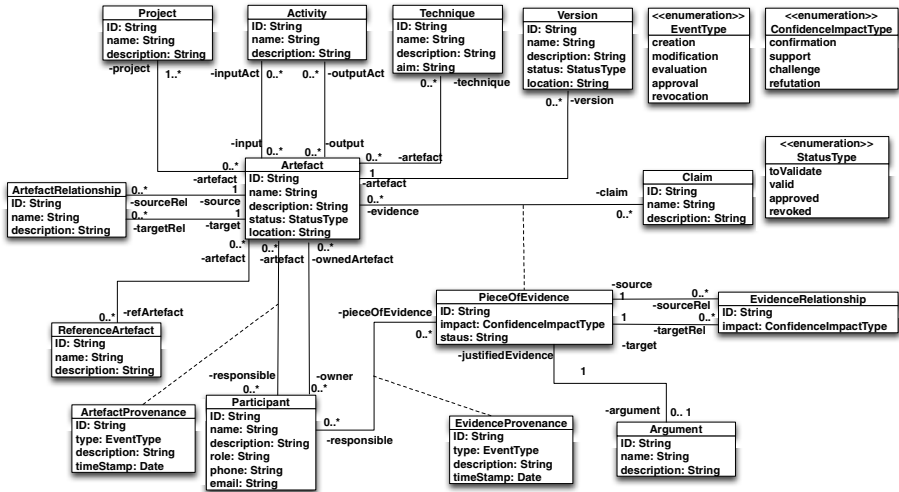 Project
ID: String
name: String
description: String
-project
1..*
Activity
ID: String
name: String
description: String
-inputAct
0..*
0..*
-outputAct
Technique
ID: String
name: String
description: String
aim: String
0..*
-technique
Version
ID: String
name: String
description: String
status: StatusType
location: String
0..*
-version
<<enumeration>>
EventType
creation
modification
evaluation
approval
revocation
<<enumeration>>
ConfidenceImpactType
confirmation
support
challenge
refutation
<<enumeration>>
StatusType
toValidate
valid
approved
revoked
-input
0..*
-output
0..*
0..*
-artefact
0..*
-artefact
1
-artefact
Artefact
ID: String
name: String
description: String
status: StatusType
location: String
ArtefactRelationship
ID: String
name: String
description: String
0..*
-sourceRel
1
-source
0..*
-targetRel
1
-target
0..*
-evidence
-claim
0..*
Claim
ID: String
name: String
description: String
0..*
-artefact
0..*
-artefact
0..*
-ownedArtefact
0..*
-refArtefact
ReferenceArtefact
ID: String
name: String
description: String
PieceOfEvidence
ID: String
impact: ConfidenceImpactType
staus: String
-pieceOfEvidence
0..*
-justifiedEvidence
1
-source
1
0..*
-sourceRel
1
0..*
-targetRel
-target
EvidenceRelationship
ID: String
impact: ConfidenceImpactType
-responsible
0..*
-owner
0..*
Participant
ID: String
name: String
description: String
role: String
phone: String
email: String
0..*
-responsible
ArtefactProvenance
ID: String
type: EventType
description: String
timeStamp: Date
EvidenceProvenance
ID: String
type: EventType
description: String
timeStamp: Date
-argument
0.. 1
Argument
ID: String
name: String
description: String